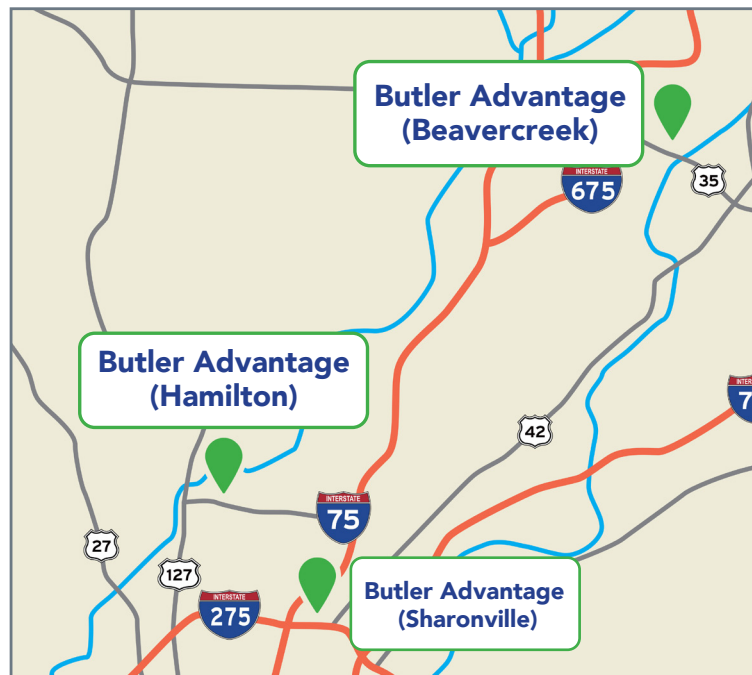 Butler Advantage
(Beavercreek)
INTERSTATE
675
35
Butler Advantage
(Hamilton)
42
INTERSTATE
75
27
127
INTERSTATE
275
Butler Advantage
(Sharonville)